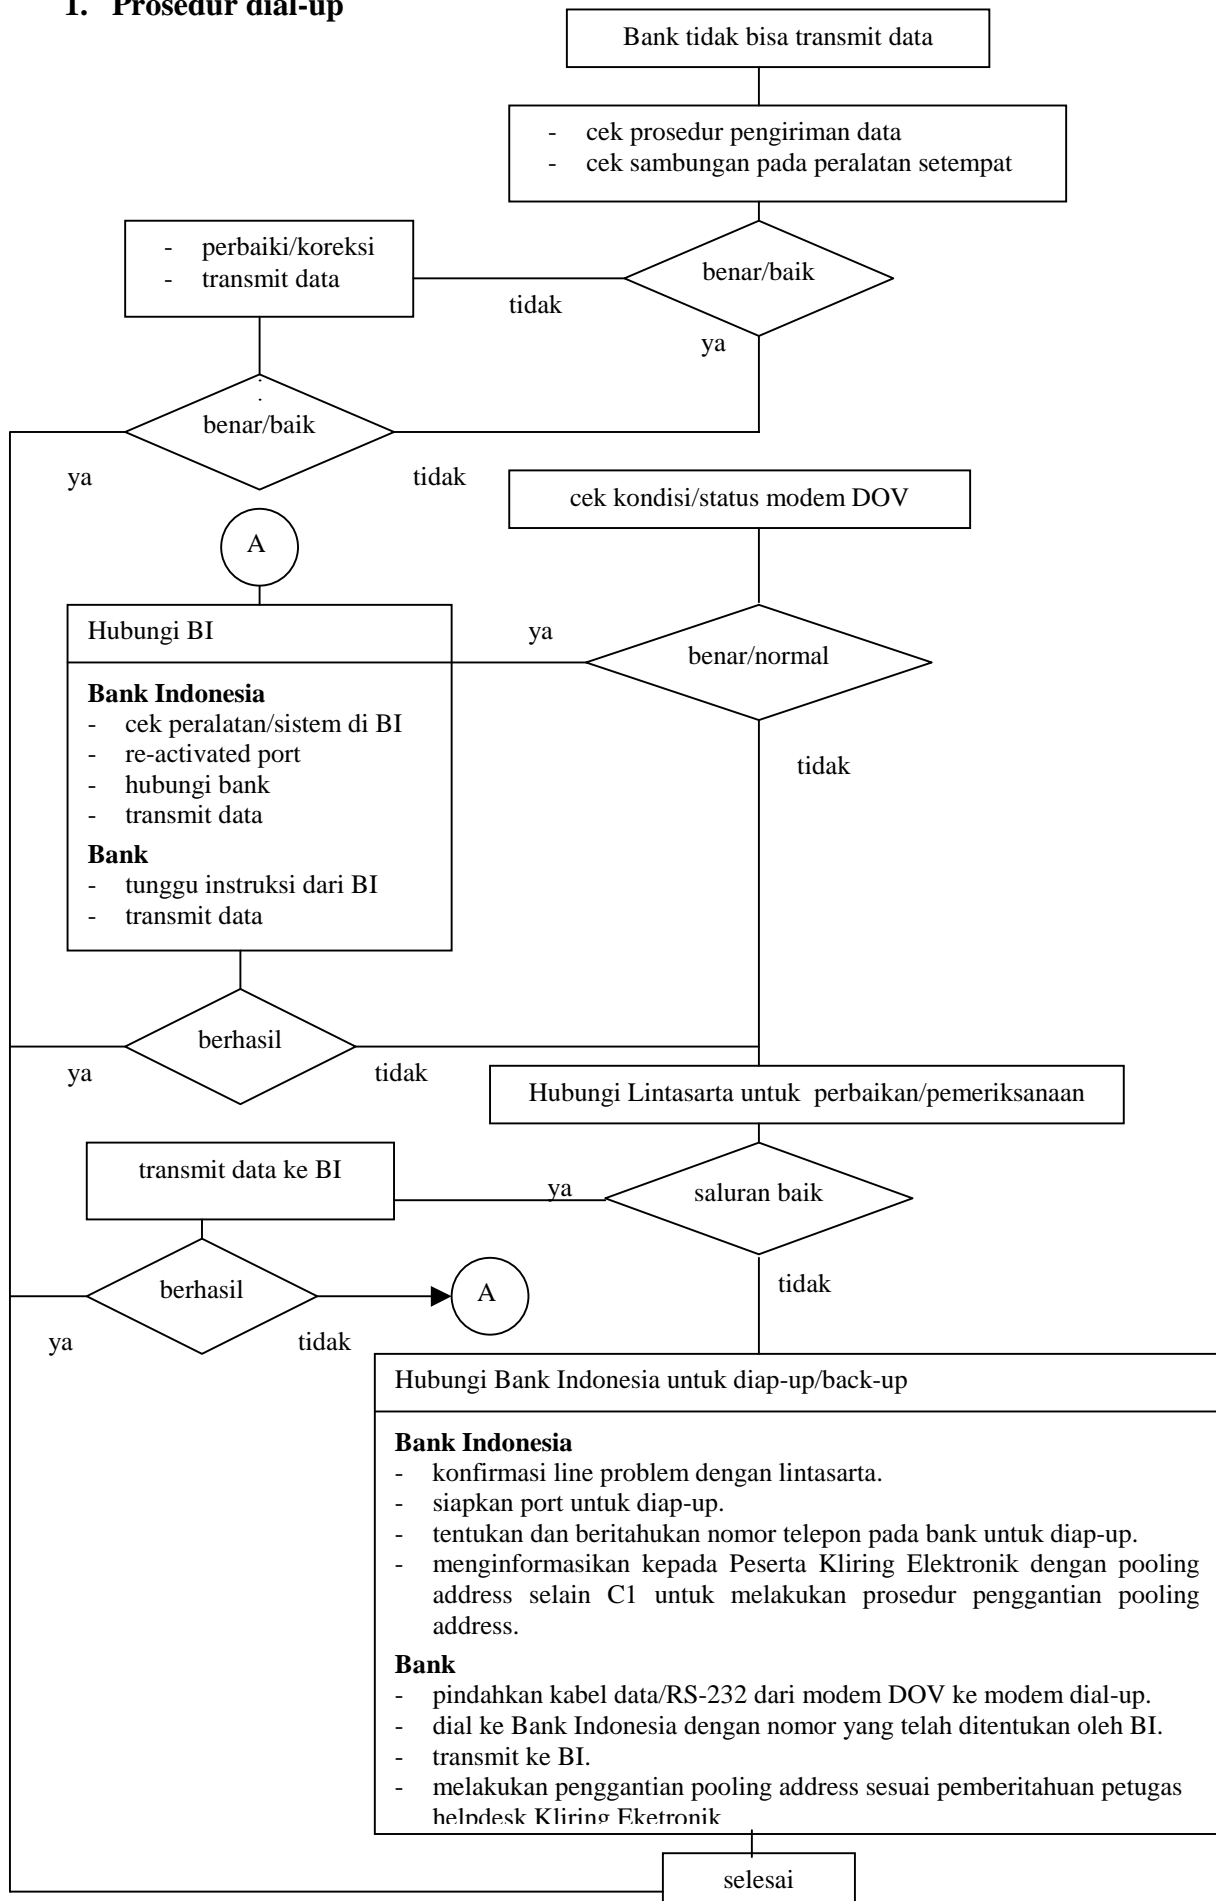 1. Prosedur dial-up
Bank tidak bisa transmit data
- cek prosedur pengiriman data
- cek sambungan pada peralatan setempat
- perbaiki/koreksi
- transmit data
benar/baik
tidak
ya
benar/baik
ya
tidak
cek kondisi/status modem DOV
A
Hubungi BI
ya
benar/normal
Bank Indonesia
- cek peralatan/sistem di BI
- re-activated port
- hubungi bank
- transmit data
tidak
Bank
- tunggu instruksi dari BI
- transmit data
berhasil
ya
tidak
Hubungi Lintasarta untuk perbaikan/pemeriksanaan
transmit data ke BI
ya
saluran baik
berhasil
A
tidak
ya
tidak
Hubungi Bank Indonesia untuk diap-up/back-up
Bank Indonesia
- konfirmasi line problem dengan lintasarta.
- siapkan port untuk diap-up.
- tentukan dan beritahukan nomor telepon pada bank untuk diap-up.
- menginformasikan kepada Peserta Kliring Elektronik dengan pooling
address selain C1 untuk melakukan prosedur penggantian pooling
address.
Bank
- pindahkan kabel data/RS-232 dari modem DOV ke modem dial-up.
- dial ke Bank Indonesia dengan nomor yang telah ditentukan oleh BI.
- transmit ke BI.
- melakukan penggantian pooling address sesuai pemberitahuan petugas
helpdesk Kliring Eketronik
selesai